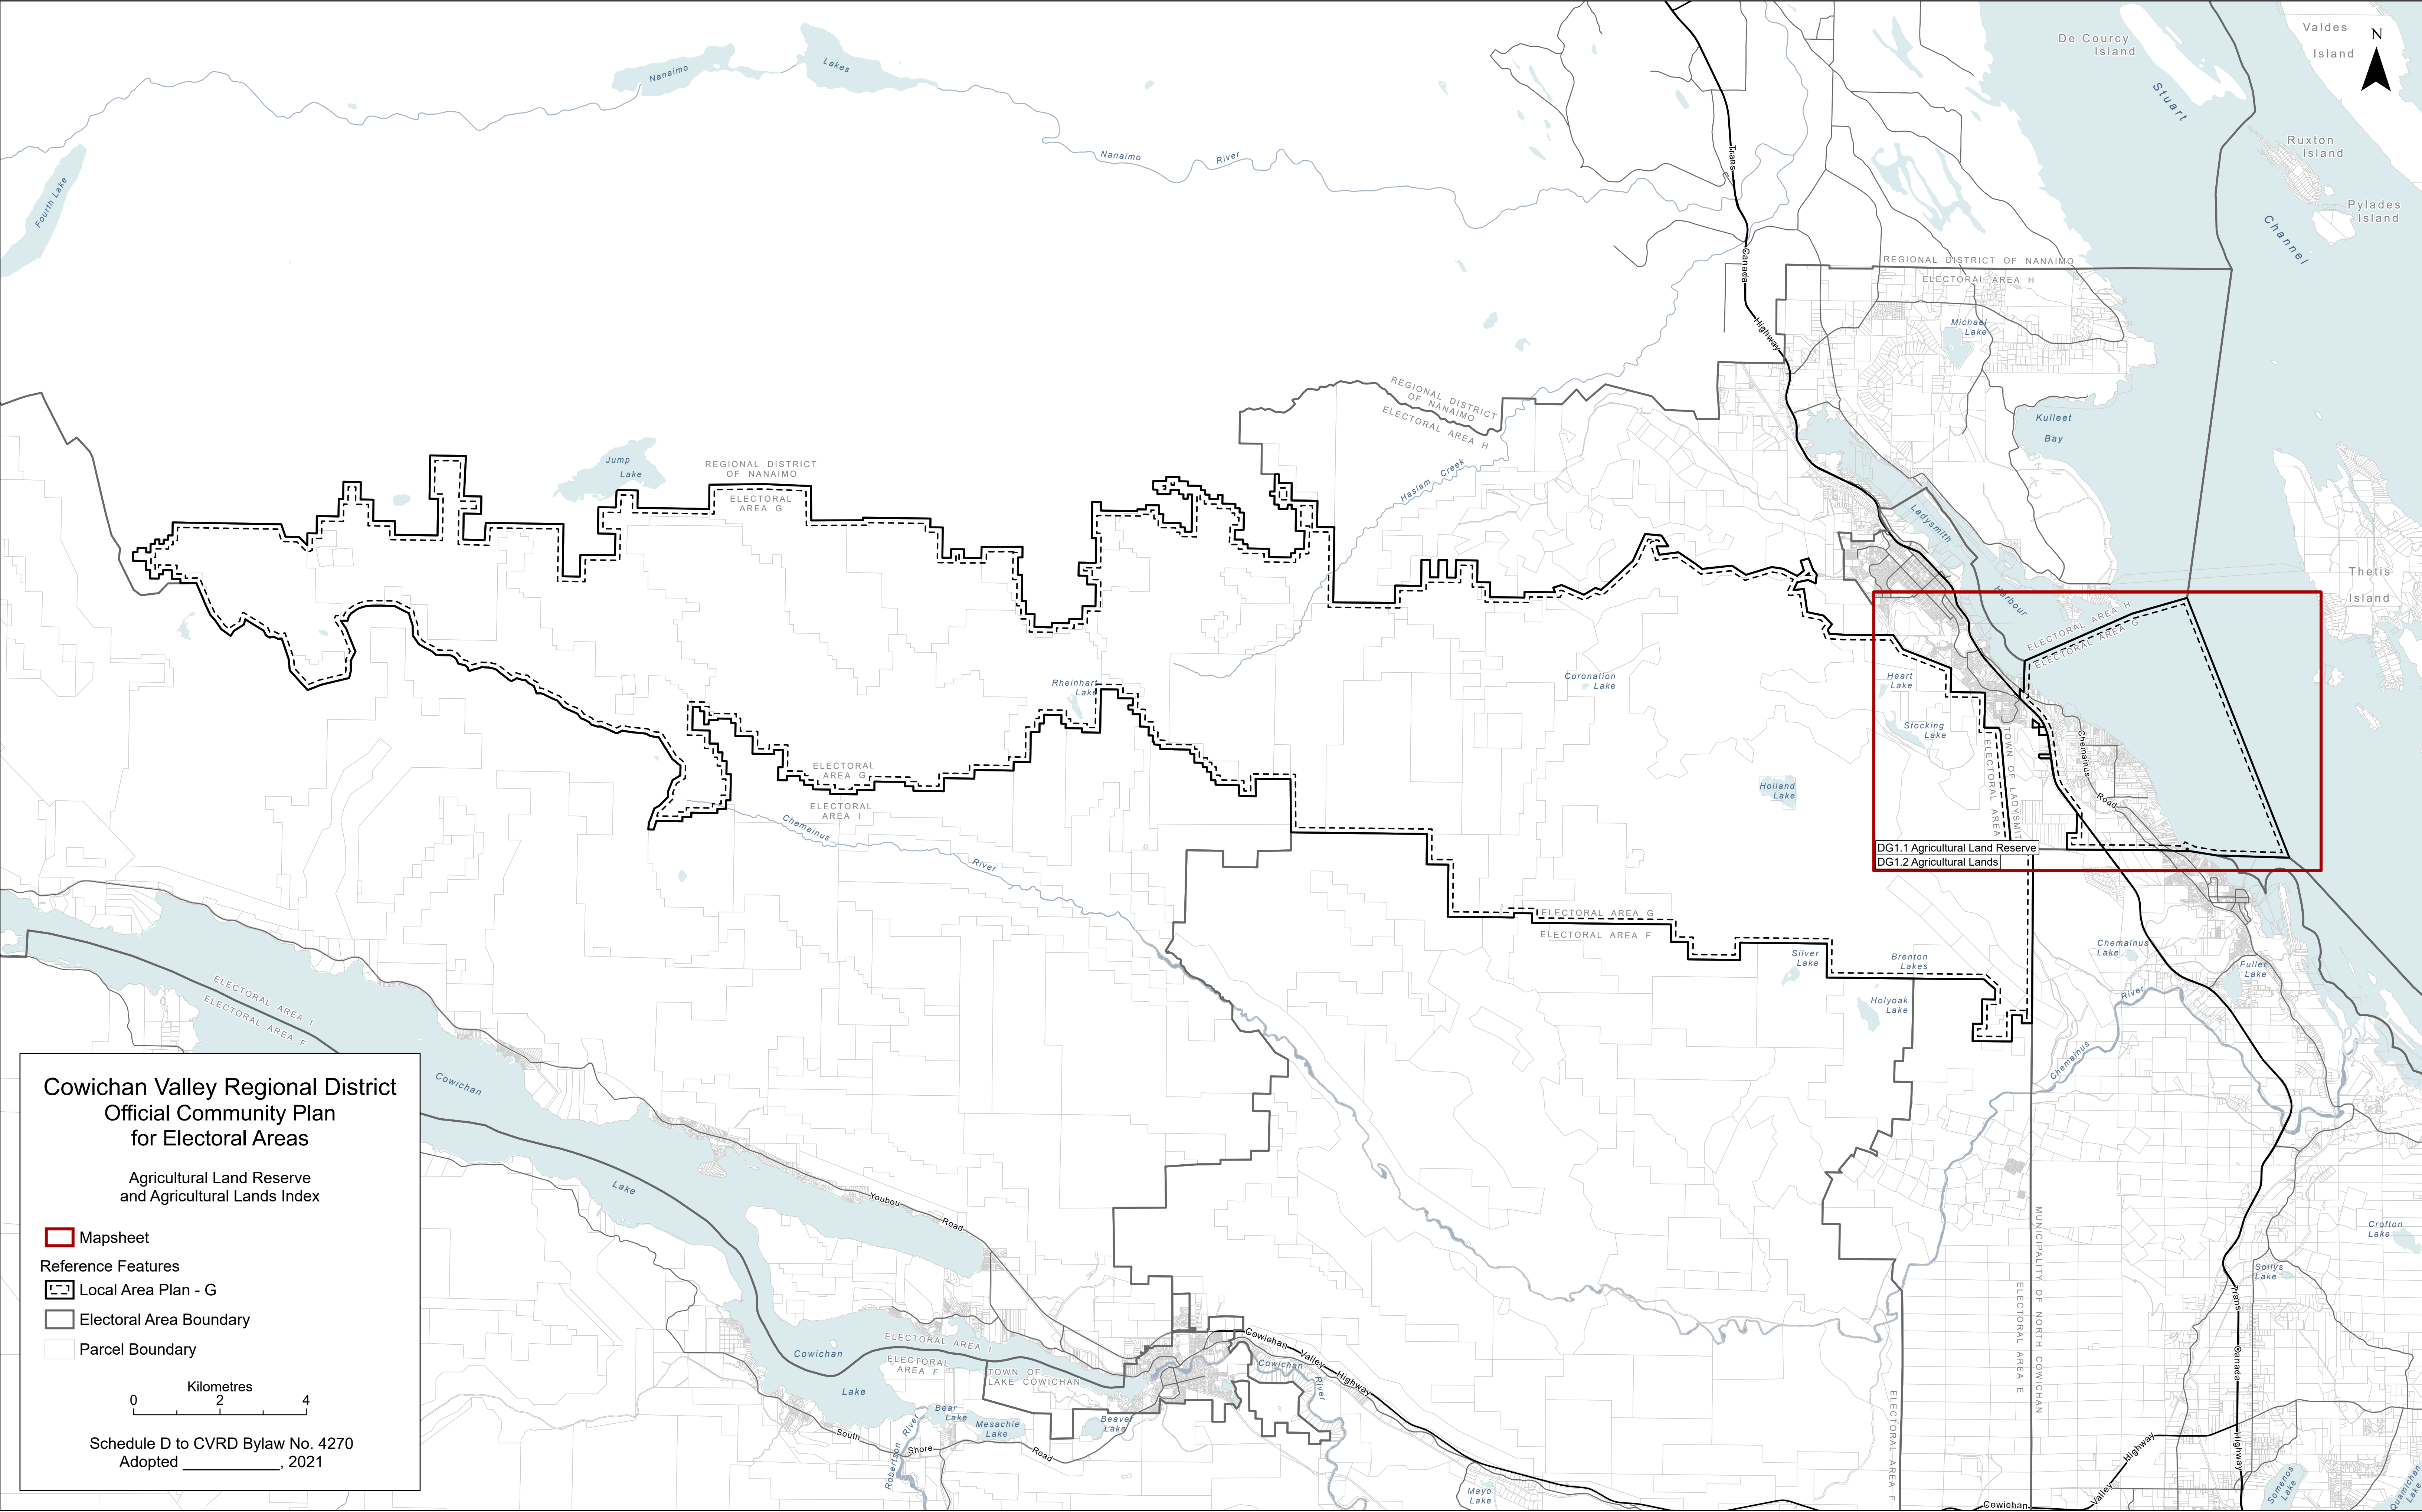 Valdes
Island
N
De Courcy
Island
Stuart
Channel
Ruxton
Island
Pylades
Island
Nanaimo
Lakes
Fourth Lake
Nanaimo
River
Trans
Canada
Highway
REGIONAL DISTRICT OF NANAIMO
ELECTORAL AREA H
Michael
Lake
REGIONAL DISTRICT
OF NANAIMO
ELECTORAL AREA H
Kulleet
Bay
Jump
Lake
REGIONAL DISTRICT
OF NANAIMO
ELECTORAL
AREA G
Haslam Creek
Ladysmith
Harbour
Thetis
Island
ELECTORAL AREA H
ELECTORAL AREA G
Rheinhart
Lake
Coronation
Lake
Heart
Lake
Stocking
Lake
Holland
Lake
ELECTORAL AREA
TOWN OF LADYSMIT
Chemainus
Road
ELECTORAL
AREA G
ELECTORAL
AREA I
Chemainus
River
DG1.1 Agricultural Land Reserve
DG1.2 Agricultural Lands
ELECTORAL AREA G
ELECTORAL AREA F
Silver
Lake
Brenton
Lakes
Holyoak
Lake
Chemainus
Lake
Fuller
Lake
River
Chemainus
ELECTORAL AREA I
ELECTORAL AREA F
Cowichan
Lake
Youbou
Road
MUNICIPALITY OF NORTH COWICHAN
ELECTORAL AREA E
ELECTORAL AREA F
Crofton
Lake
Sollys
Lake
Trans
Canada
Highway
Cowichan
Lake
ELECTORAL AREA I
ELECTORAL
AREA F
TOWN OF
LAKE COWICHAN
Cowichan
Valley
Highway
Cowichan
River
Bear
Lake
Mesachie
Lake
Beaver
Lake
Robertson River
South
Shore
Road
Mayo
Lake
Cowichan
Valley
Highway
Somenos
Lake
Quamichan
Lake
Cowichan Valley Regional District
Official Community Plan
for Electoral Areas
Agricultural Land Reserve
and Agricultural Lands Index
Mapsheet
Reference Features
Local Area Plan - G
Electoral Area Boundary
Parcel Boundary
Kilometres
0 2 4
Schedule D to CVRD Bylaw No. 4270
Adopted ____________, 2021